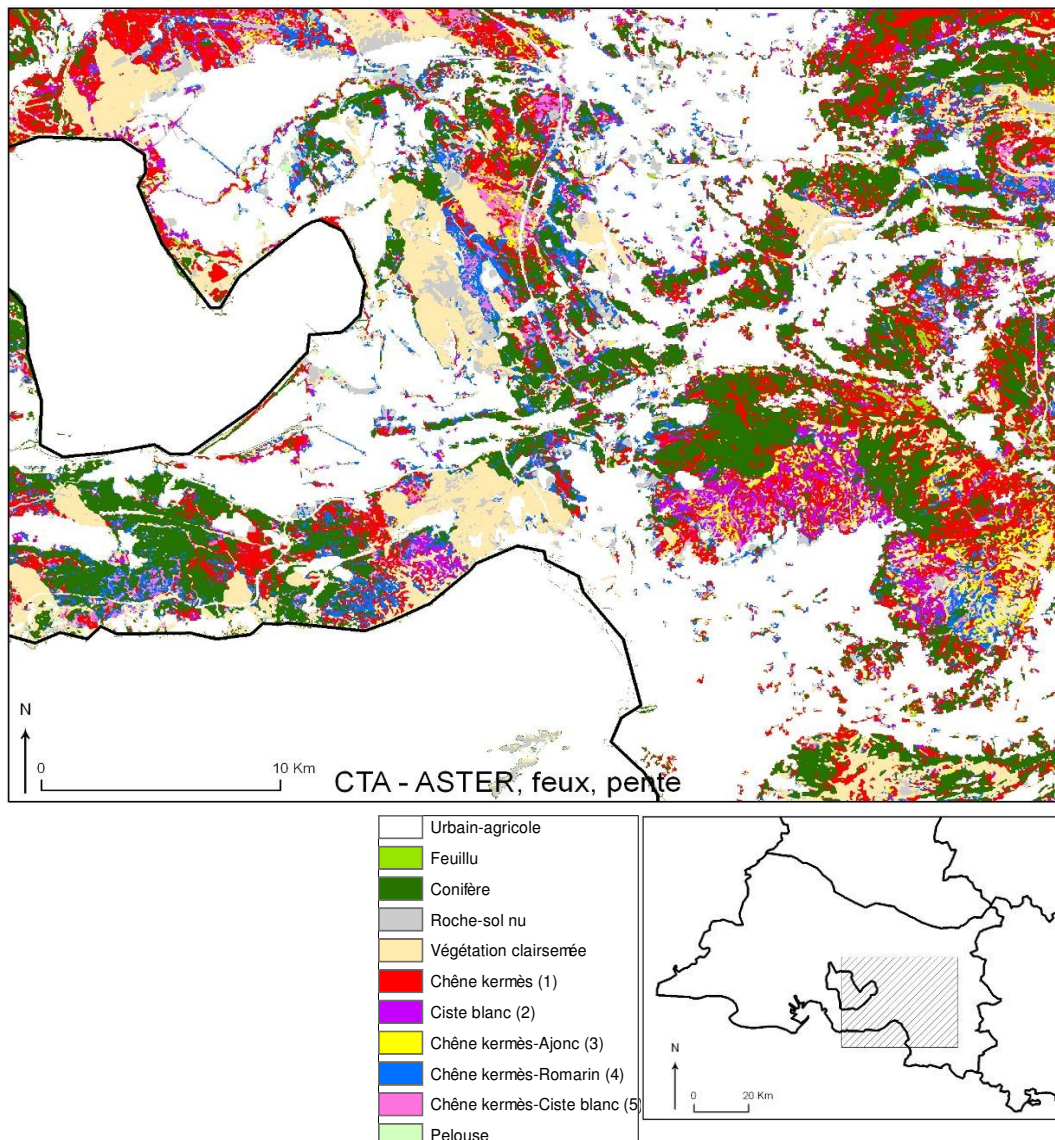 N
0 10 Km
CTA - ASTER, feux, pente
Urbain-agricole
Feuillu
Conifère
Roche-sol nu
Végétation clairsemée
Chêne kermès (1)
Ciste blanc (2)
Chêne kermès-Ajonc (3)
Chêne kermès-Romarin (4)
Chêne kermès-Ciste blanc (5)
Pelouse
N
0 20 Km